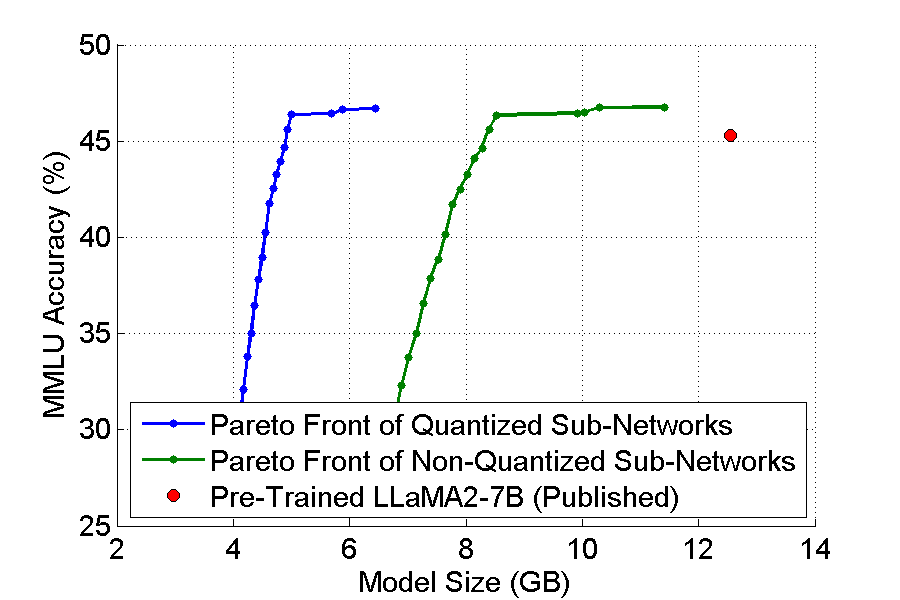 50
45
40
35
30
25
MMLU Accuracy (%)
Pareto Front of Quantized Sub-Networks
Pareto Front of Non-Quantized Sub-Networks
Pre-Trained LLaMA2-7B (Published)
2 4 6 8 10 12 14
Model Size (GB)